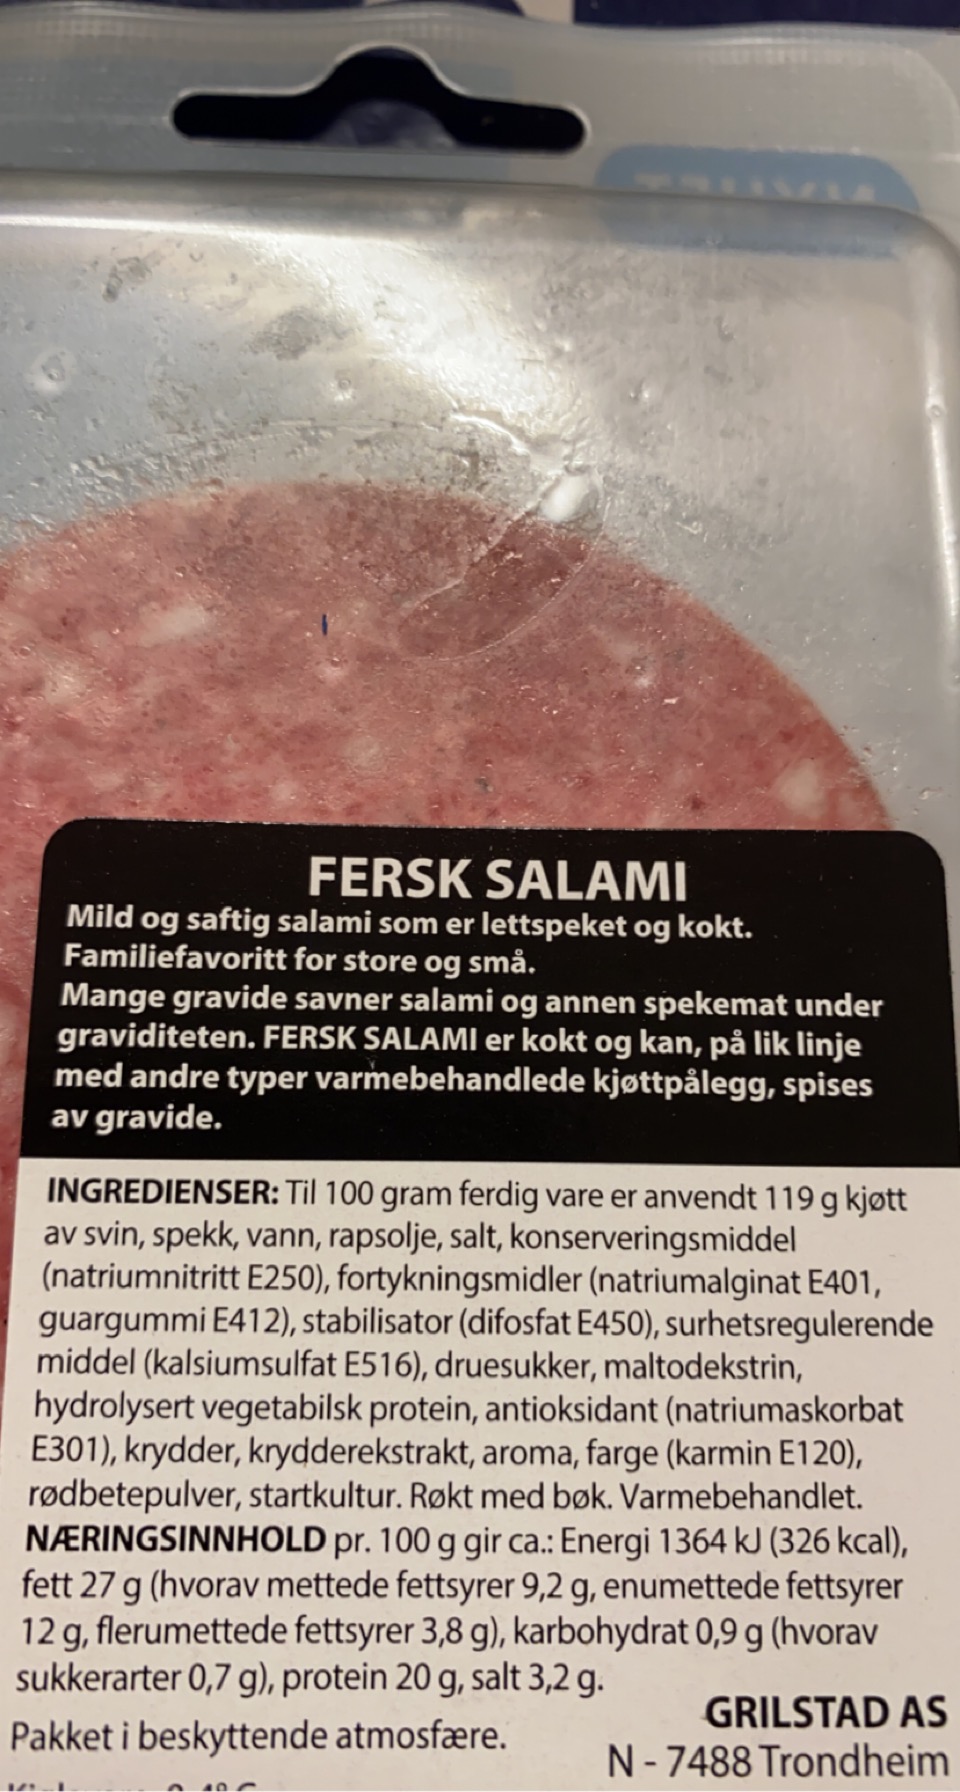 NYHET
FERSK SALAMI
Mild og saftig salami som er lettspeket og kokt.
Familiefavoritt for store og små.
Mange gravide savner salami og annen spekemat under
graviditeten. FERSK SALAMI er kokt og kan, på lik linje
med andre typer varmebehandlede kjøttpålegg, spises
av gravide.
INGREDIENSER: Til 100 gram ferdig vare er anvendt 119 g kjøtt
av svin, spekk, vann, rapsolje, salt, konserveringsmiddel
(natriumnitritt E250), fortykningsmidler (natriumalginat E401,
guargummi E412), stabilisator (difosfat E450), surhetsregulerende
middel (kalsiumsulfat E516), druesukker, maltodekstrin,
hydrolysert vegetabilsk protein, antioksidant (natriumaskorbat
E301), krydder, krydderekstrakt, aroma, farge (karmin E120),
rødbetepulver, startkultur. Røkt med bøk. Varmebehandlet.
NÆRINGSINNHOLD pr. 100 g gir ca.: Energi 1364 kJ (326 kcal),
fett 27 g (hvorav mettede fettsyrer 9,2 g, enumettede fettsyrer
12 g, flerumettede fettsyrer 3,8 g), karbohydrat 0,9 g (hvorav
sukkerarter 0,7 g), protein 20 g, salt 3,2 g.
GRILSTAD AS
Pakket i beskyttende atmosfære.
N - 7488 Trondheim